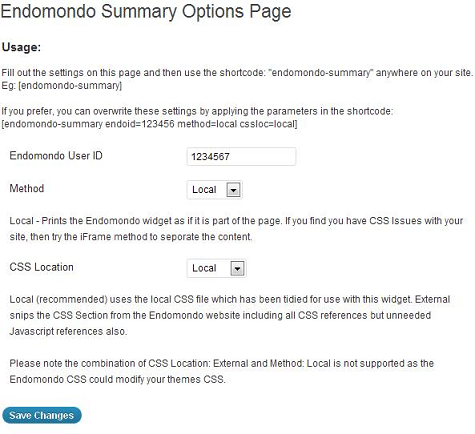 Endomondo Summary Options Page
Usage:
Fill out the settings on this page and then use the shortcode: "endomondo-summary" anywhere on your site.
Eg: [endomondo-summary]
If you prefer, you can overwrite these settings by applying the parameters in the shortcode:
[endomondo-summary endoid=123456 method=local cssloc=local]
Endomondo User ID 1234567
Method Local
Local - Prints the Endomondo widget as if it is part of the page. If you find you have CSS Issues with your
site, then try the iFrame method to seporate the content.
CSS Location Local
Local (recommended) uses the local CSS file which has been tidied for use with this widget. External
snips the CSS Section from the Endomondo website including all CSS references but unneeded
Javascript references also.
Please note the combination of CSS Location: External and Method: Local is not supported as the
Endomondo CSS could modify your themes CSS.
Save Changes